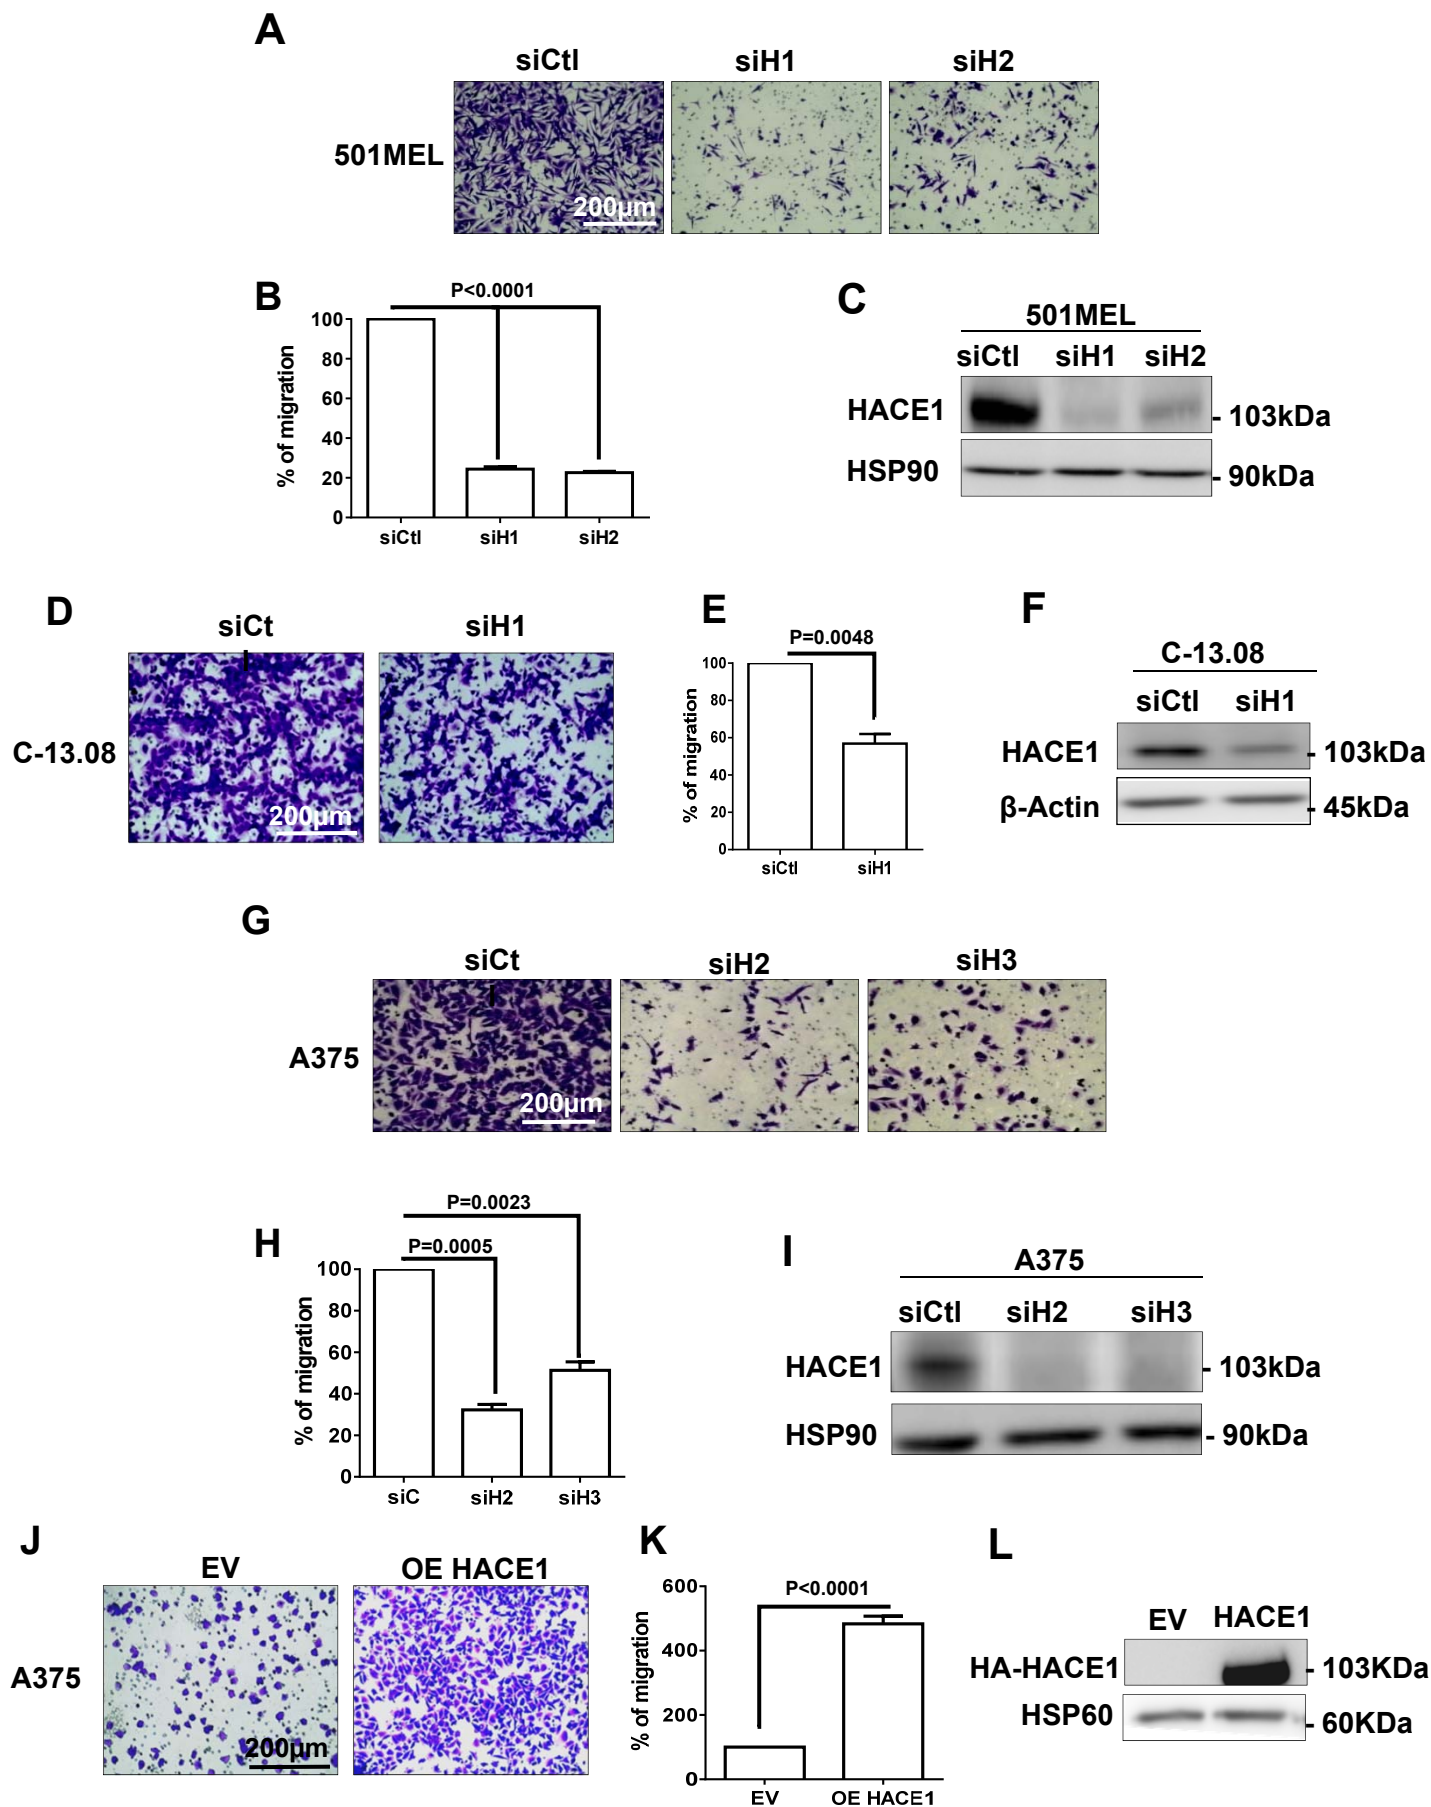 A
siCtl siH1 siH2
501MEL
200µm
B
P<0.0001
% of migration
100
80
60
40
20
0
siCtl siH1 siH2
C
501MEL
siCtl siH1 siH2
HACE1 - 103kDa
HSP90 - 90kDa
D
siCt
l
siH1
C-13.08
200µm
E
P=0.0048
% of migration
100
80
60
40
20
0
siCtl siH1
F
C-13.08
siCtl siH1
HACE1 - 103kDa
β-Actin - 45kDa
G
siCt
l
siH2 siH3
A375
200µm
H
P=0.0023
P=0.0005
% of migration
100
80
60
40
20
0
siC siH2 siH3
I
A375
siCtl siH2 siH3
HACE1 - 103kDa
HSP90 - 90kDa
J
EV OE HACE1
A375
200µm
K
P<0.0001
% of migration
600
400
200
0
EV OE HACE1
L
EV HACE1
HA-HACE1 - 103KDa
HSP60 - 60KDa